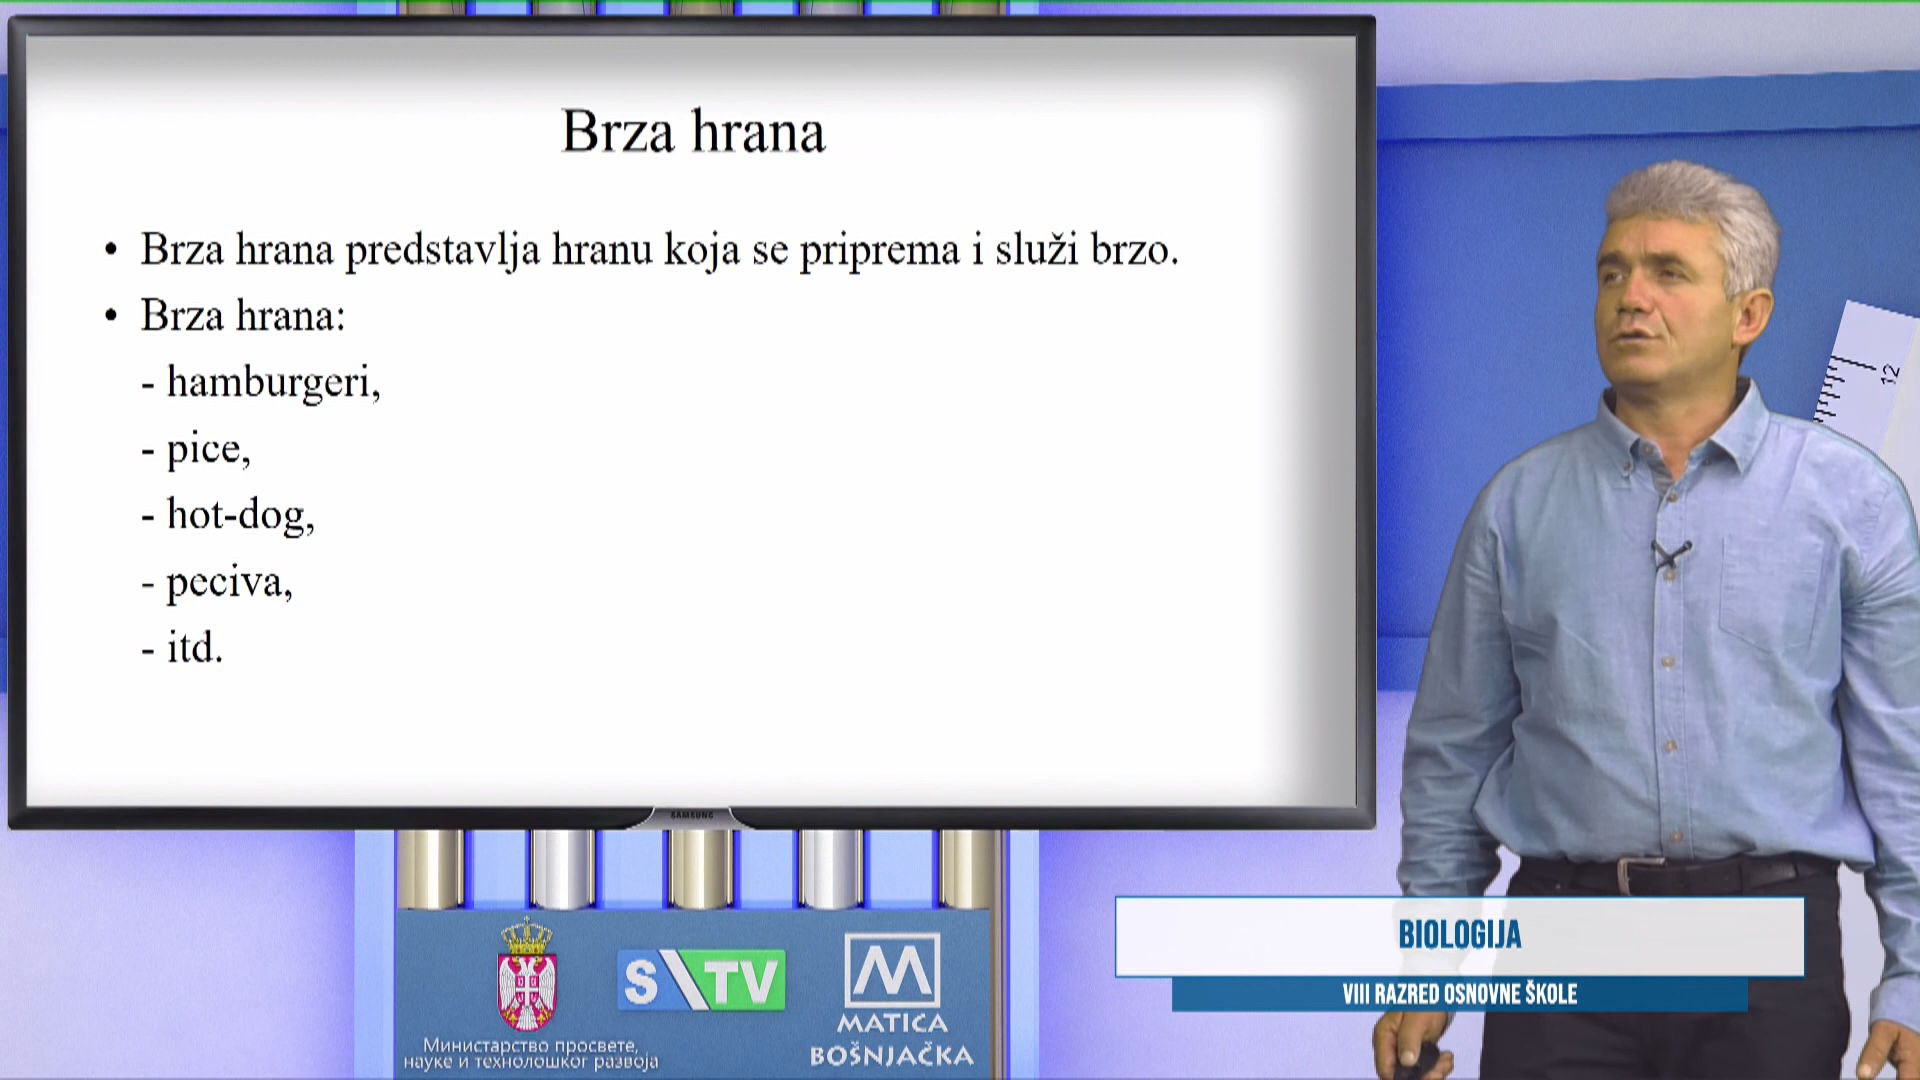 Brza hrana
• Brza hrana predstavlja hranu koja se priprema i služi brzo.
• Brza hrana:
- hamburgeri,
- pice,
- hot-dog,
- peciva,
- itd.
SAMSUNG
12
BIOLOGIJA
VIII RAZRED OSNOVNE ŠKOLE
S TV
MATICA
BOŠNJAČKA
Министарство просвете,
науке и технолошког развоја